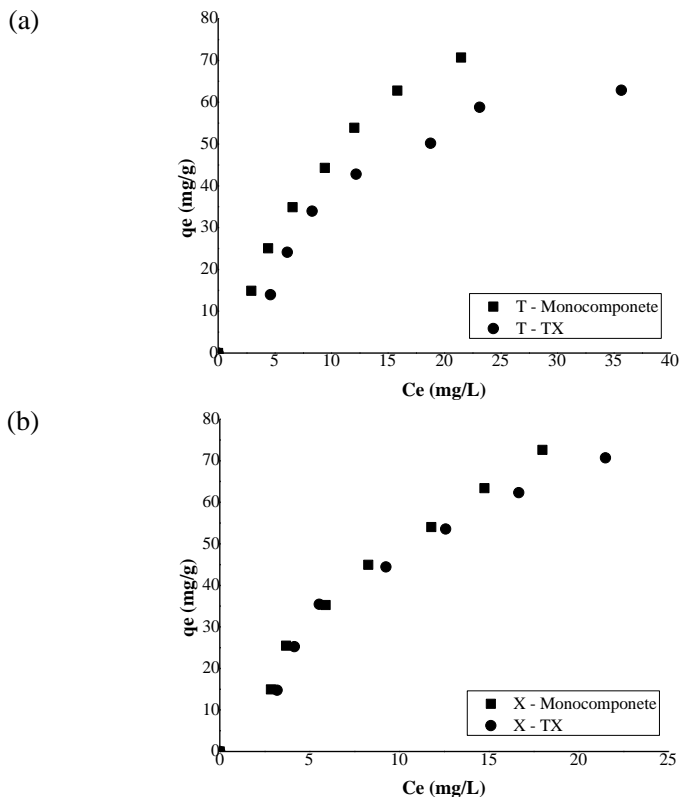 (a)
80
70
60
50
40
30
20
10
0
qe (mg/g)
5 10 15 20 25 30 35 40
Ce (mg/L)
T - Monocomponete
T - TX
(b)
80
70
60
50
40
30
20
10
0
qe (mg/g)
5 10 15 20 25
Ce (mg/L)
X - Monocomponete
X - TX